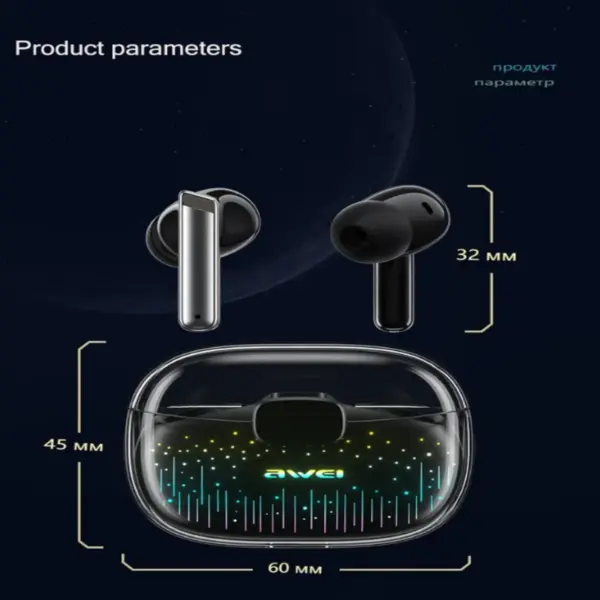 Product parameters
продукт
параметр
32 мм
45 мм
awei
60 мм